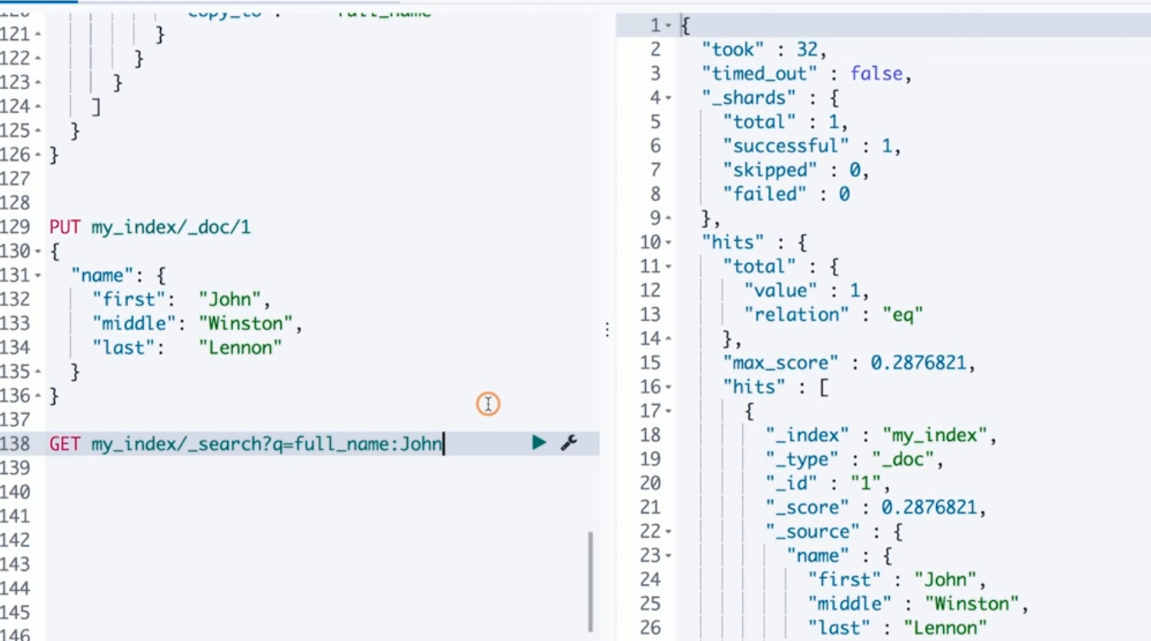 120 "copy_to": "full_name"
121 }
122 }
123 }
124 ]
125 }
126 }
127
128
129 PUT my_index/_doc/1
130 {
131 "name": {
132 "first": "John",
133 "middle": "Winston",
134 "last": "Lennon"
135 }
136 }
137
138 GET my_index/_search?q=full_name:John
139
140
141
142
143
144
145
146
1 {
2 "took" : 32,
3 "timed_out" : false,
4 "_shards" : {
5 "total" : 1,
6 "successful" : 1,
7 "skipped" : 0,
8 "failed" : 0
9 },
10 "hits" : {
11 "total" : {
12 "value" : 1,
13 "relation" : "eq"
14 },
15 "max_score" : 0.2876821,
16 "hits" : [
17 {
18 "_index" : "my_index",
19 "_type" : "_doc",
20 "_id" : "1",
21 "_score" : 0.2876821,
22 "_source" : {
23 "name" : {
24 "first" : "John",
25 "middle" : "Winston",
26 "last" : "Lennon"